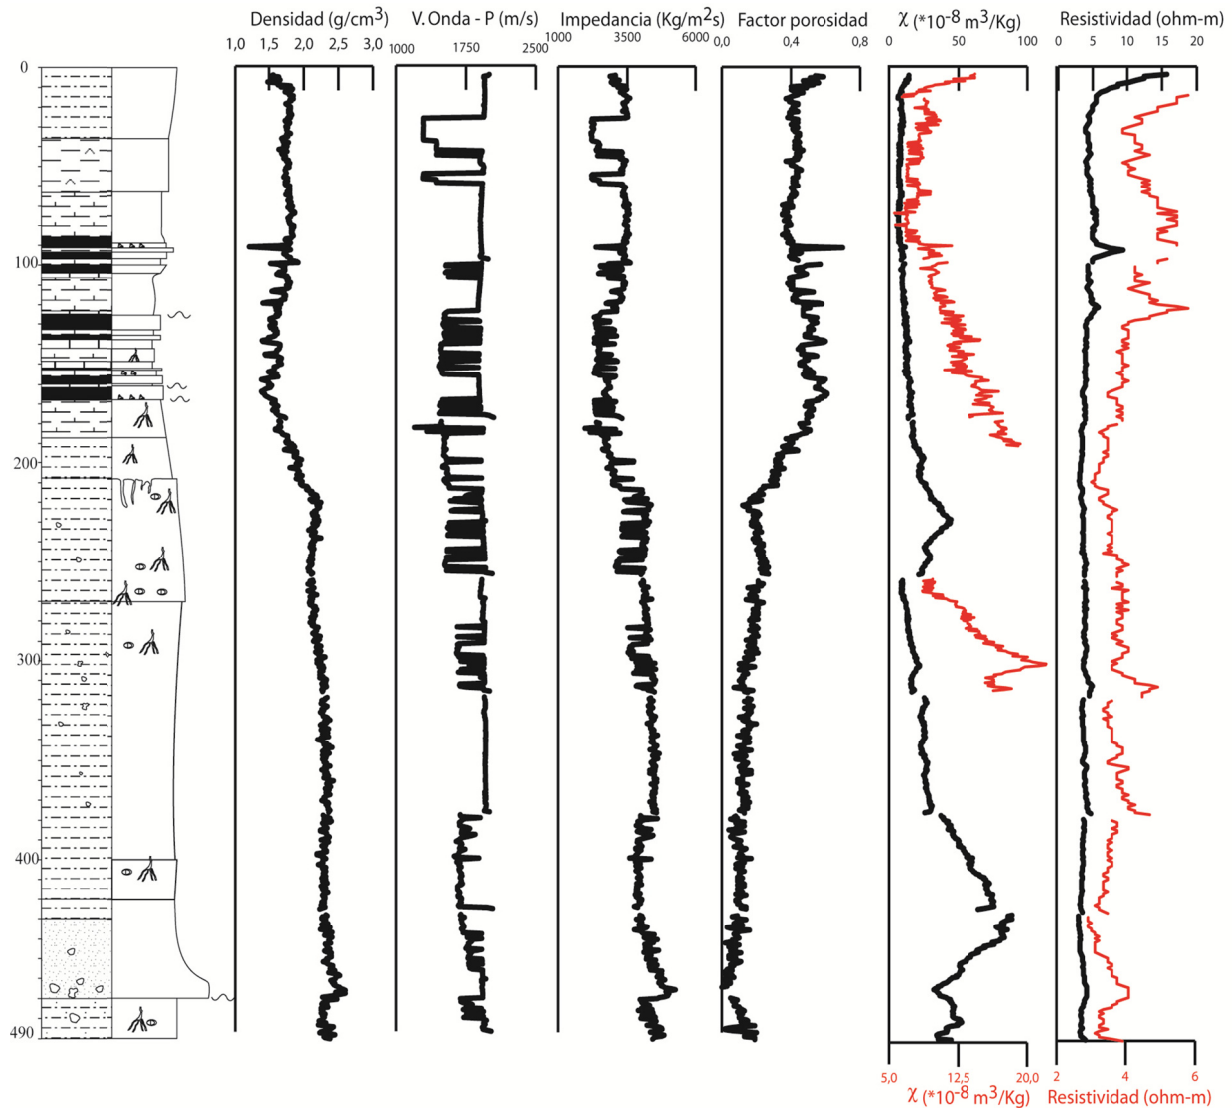 Densidad (g/cm3) V. Onda - P (m/s) Impedancia (Kg/m2s) Factor porosidad χ (*10-8 m3/Kg) Resistividad (ohm-m)
1,0 1,5 2,0 2,5 3,0 1000 1750 2500 1000 3500 6000 0,0 0,4 0,8 0 50 100 0 5 10 15 20
0
100
200
300
400
490
5,0 12,5 20,0 2 4 6
χ (*10-8 m3/Kg) Resistividad (ohm-m)